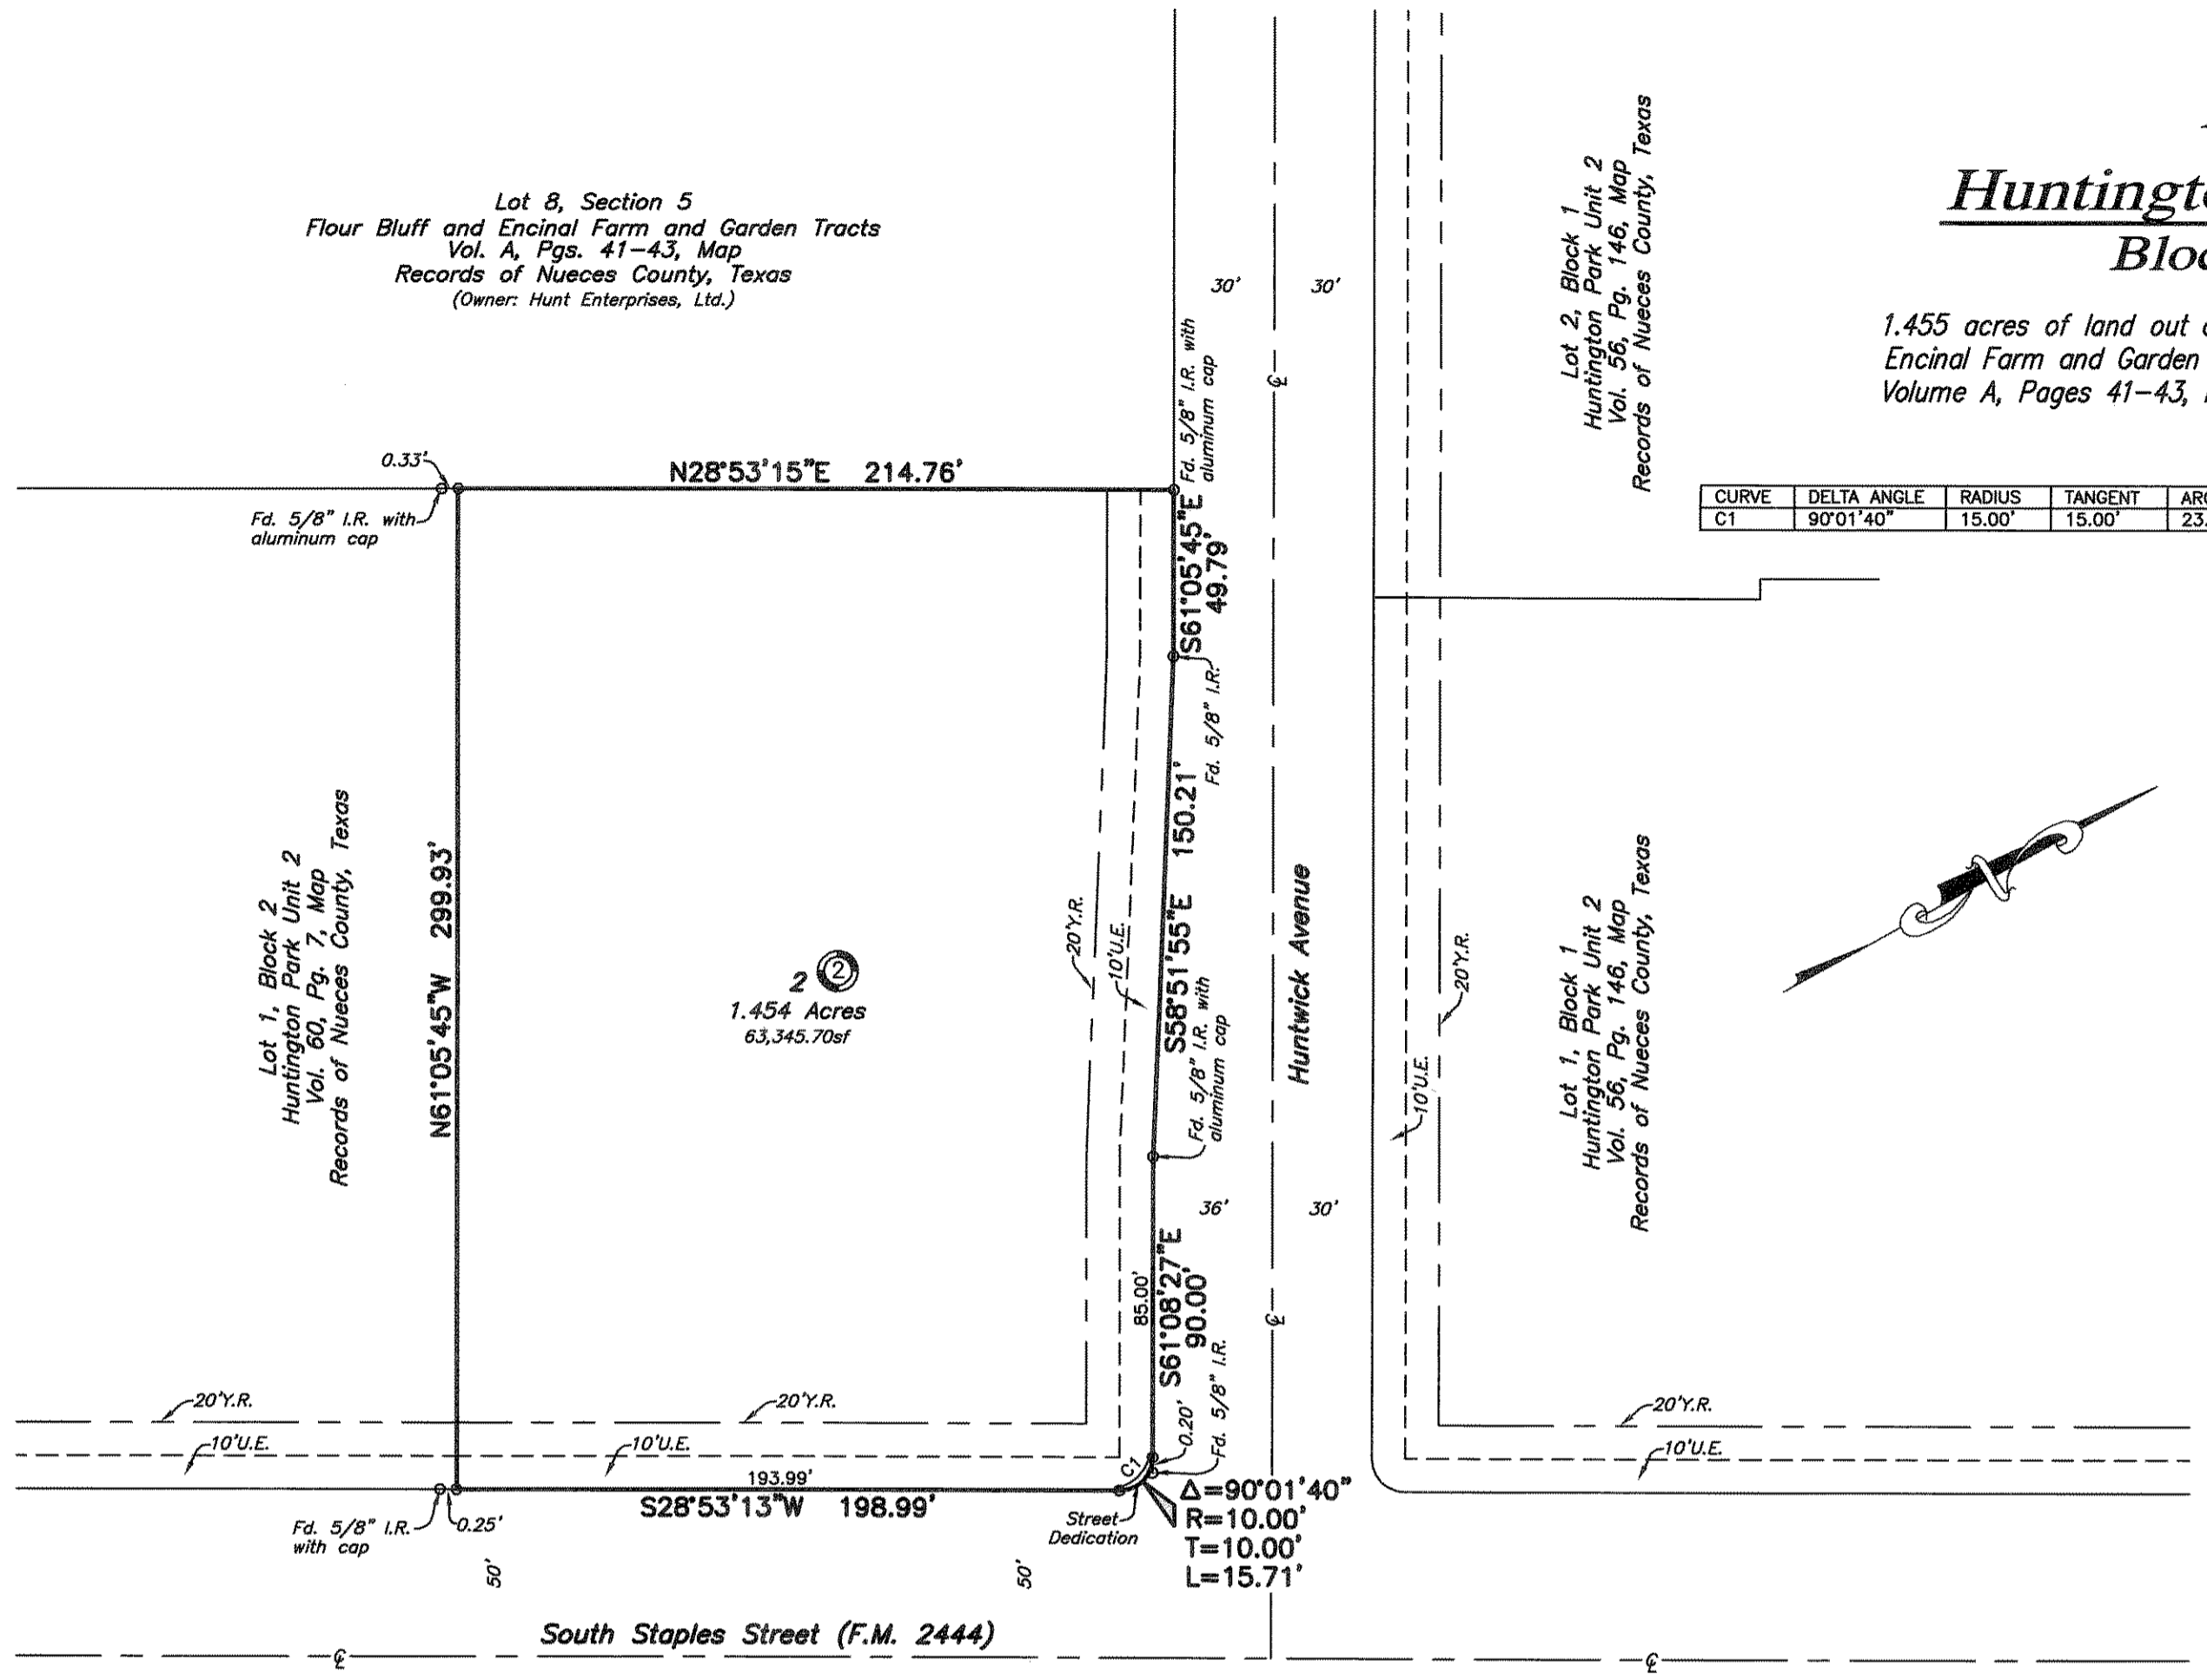 Huntingt
Bloc
1.455 acres of land out
Encinal Farm and Garden
Volume A, Pages 41-43,
CURVE DELTA ANGLE RADIUS TANGENT
C1 90°01'40" 15.00' 15.00' 23.
Lot 8, Section 5
Flour Bluff and Encinal Farm and Garden Tracts
Vol. A, Pgs. 41-43, Map
Records of Nueces County, Texas
(Owner: Hunt Enterprises, Ltd.)
30'
30'
Lot 2, Block 1
Huntington Park Unit 2
Vol. 56, Pg. 146, Map
Records of Nueces County, Texas
Fd. 5/8" I.R. with
aluminum cap
0.33'
N28°53'15"E 214.76'
Fd. 5/8" I.R. with
aluminum cap
S61°05'45"E
49.79'
Fd. 5/8" I.R.
S58°51'55"E 150.21'
Fd. 5/8" I.R. with
aluminum cap
Huntwick Avenue
20'Y.R.
10'U.E.
Lot 1, Block 2
Huntington Park Unit 2
Vol. 60, Pg. 7, Map
Records of Nueces County, Texas
N61°05'45"W 299.93'
2 2
1.454 Acres
63,345.70sf
20'Y.R.
10'U.E.
Lot 1, Block 1
Huntington Park Unit 2
Vol. 56, Pg. 146, Map
Records of Nueces County, Texas
N
36'
30'
85.00'
S61°08'27"E
90.00'
0.20'
Fd. 5/8" I.R.
20'Y.R.
20'Y.R.
20'Y.R.
10'U.E.
10'U.E.
10'U.E.
C1
193.99'
S28°53'13"W 198.99'
Fd. 5/8" I.R.
with cap
0.25'
Street
Dedication
Δ=90°01'40"
R=10.00'
T=10.00'
L=15.71'
50'
50'
South Staples Street (F.M. 2444)